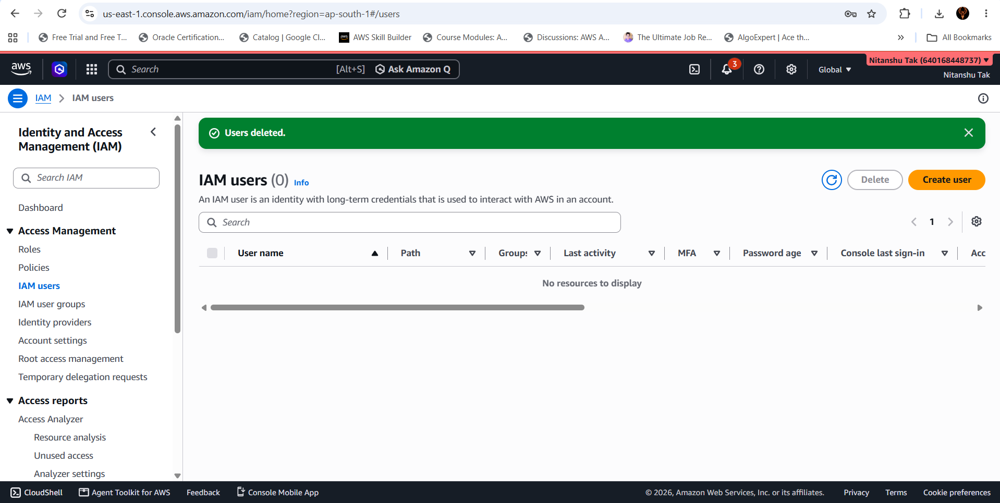 us-east-1.console.aws.amazon.com/iam/home?region=ap-south-1#/users
Free Trial and Free T...
Oracle Certification...
Catalog | Google Cl...
aws
AWS Skill Builder
Course Modules: A...
Discussions: AWS A...
The Ultimate Job Re...
AlgoExpert | Ace th...
All Bookmarks
aws
Search
[Alt+S]
Ask Amazon Q
3
Global
Nitanshu Tak (640168448737)
Nitanshu Tak
IAM
IAM users
Identity and Access
Management (IAM)
Search IAM
Dashboard
Access Management
Roles
Policies
IAM users
IAM user groups
Identity providers
Account settings
Root access management
Temporary delegation requests
Access reports
Access Analyzer
Resource analysis
Unused access
Analyzer settings
Users deleted.
IAM users (0) Info
Delete
Create user
An IAM user is an identity with long-term credentials that is used to interact with AWS in an account.
Search
1
User name
Path
Groups
Last activity
MFA
Password age
Console last sign-in
Acc
No resources to display
CloudShell
Agent Toolkit for AWS
Feedback
Console Mobile App
© 2026, Amazon Web Services, Inc. or its affiliates.
Privacy
Terms
Cookie preferences